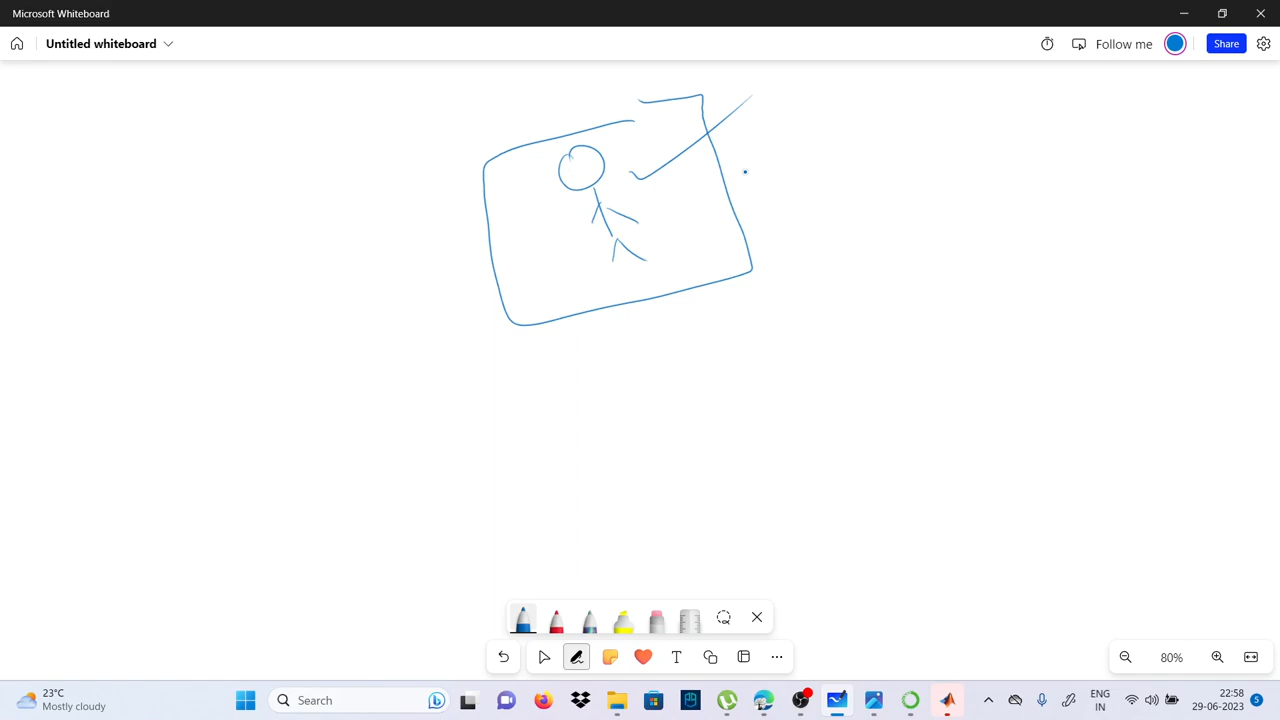 Microsoft Whiteboard
Untitled whiteboard
Follow me
Share
80%
23°C
Mostly cloudy
Search
ENG
IN
22:58
29-06-2023
5